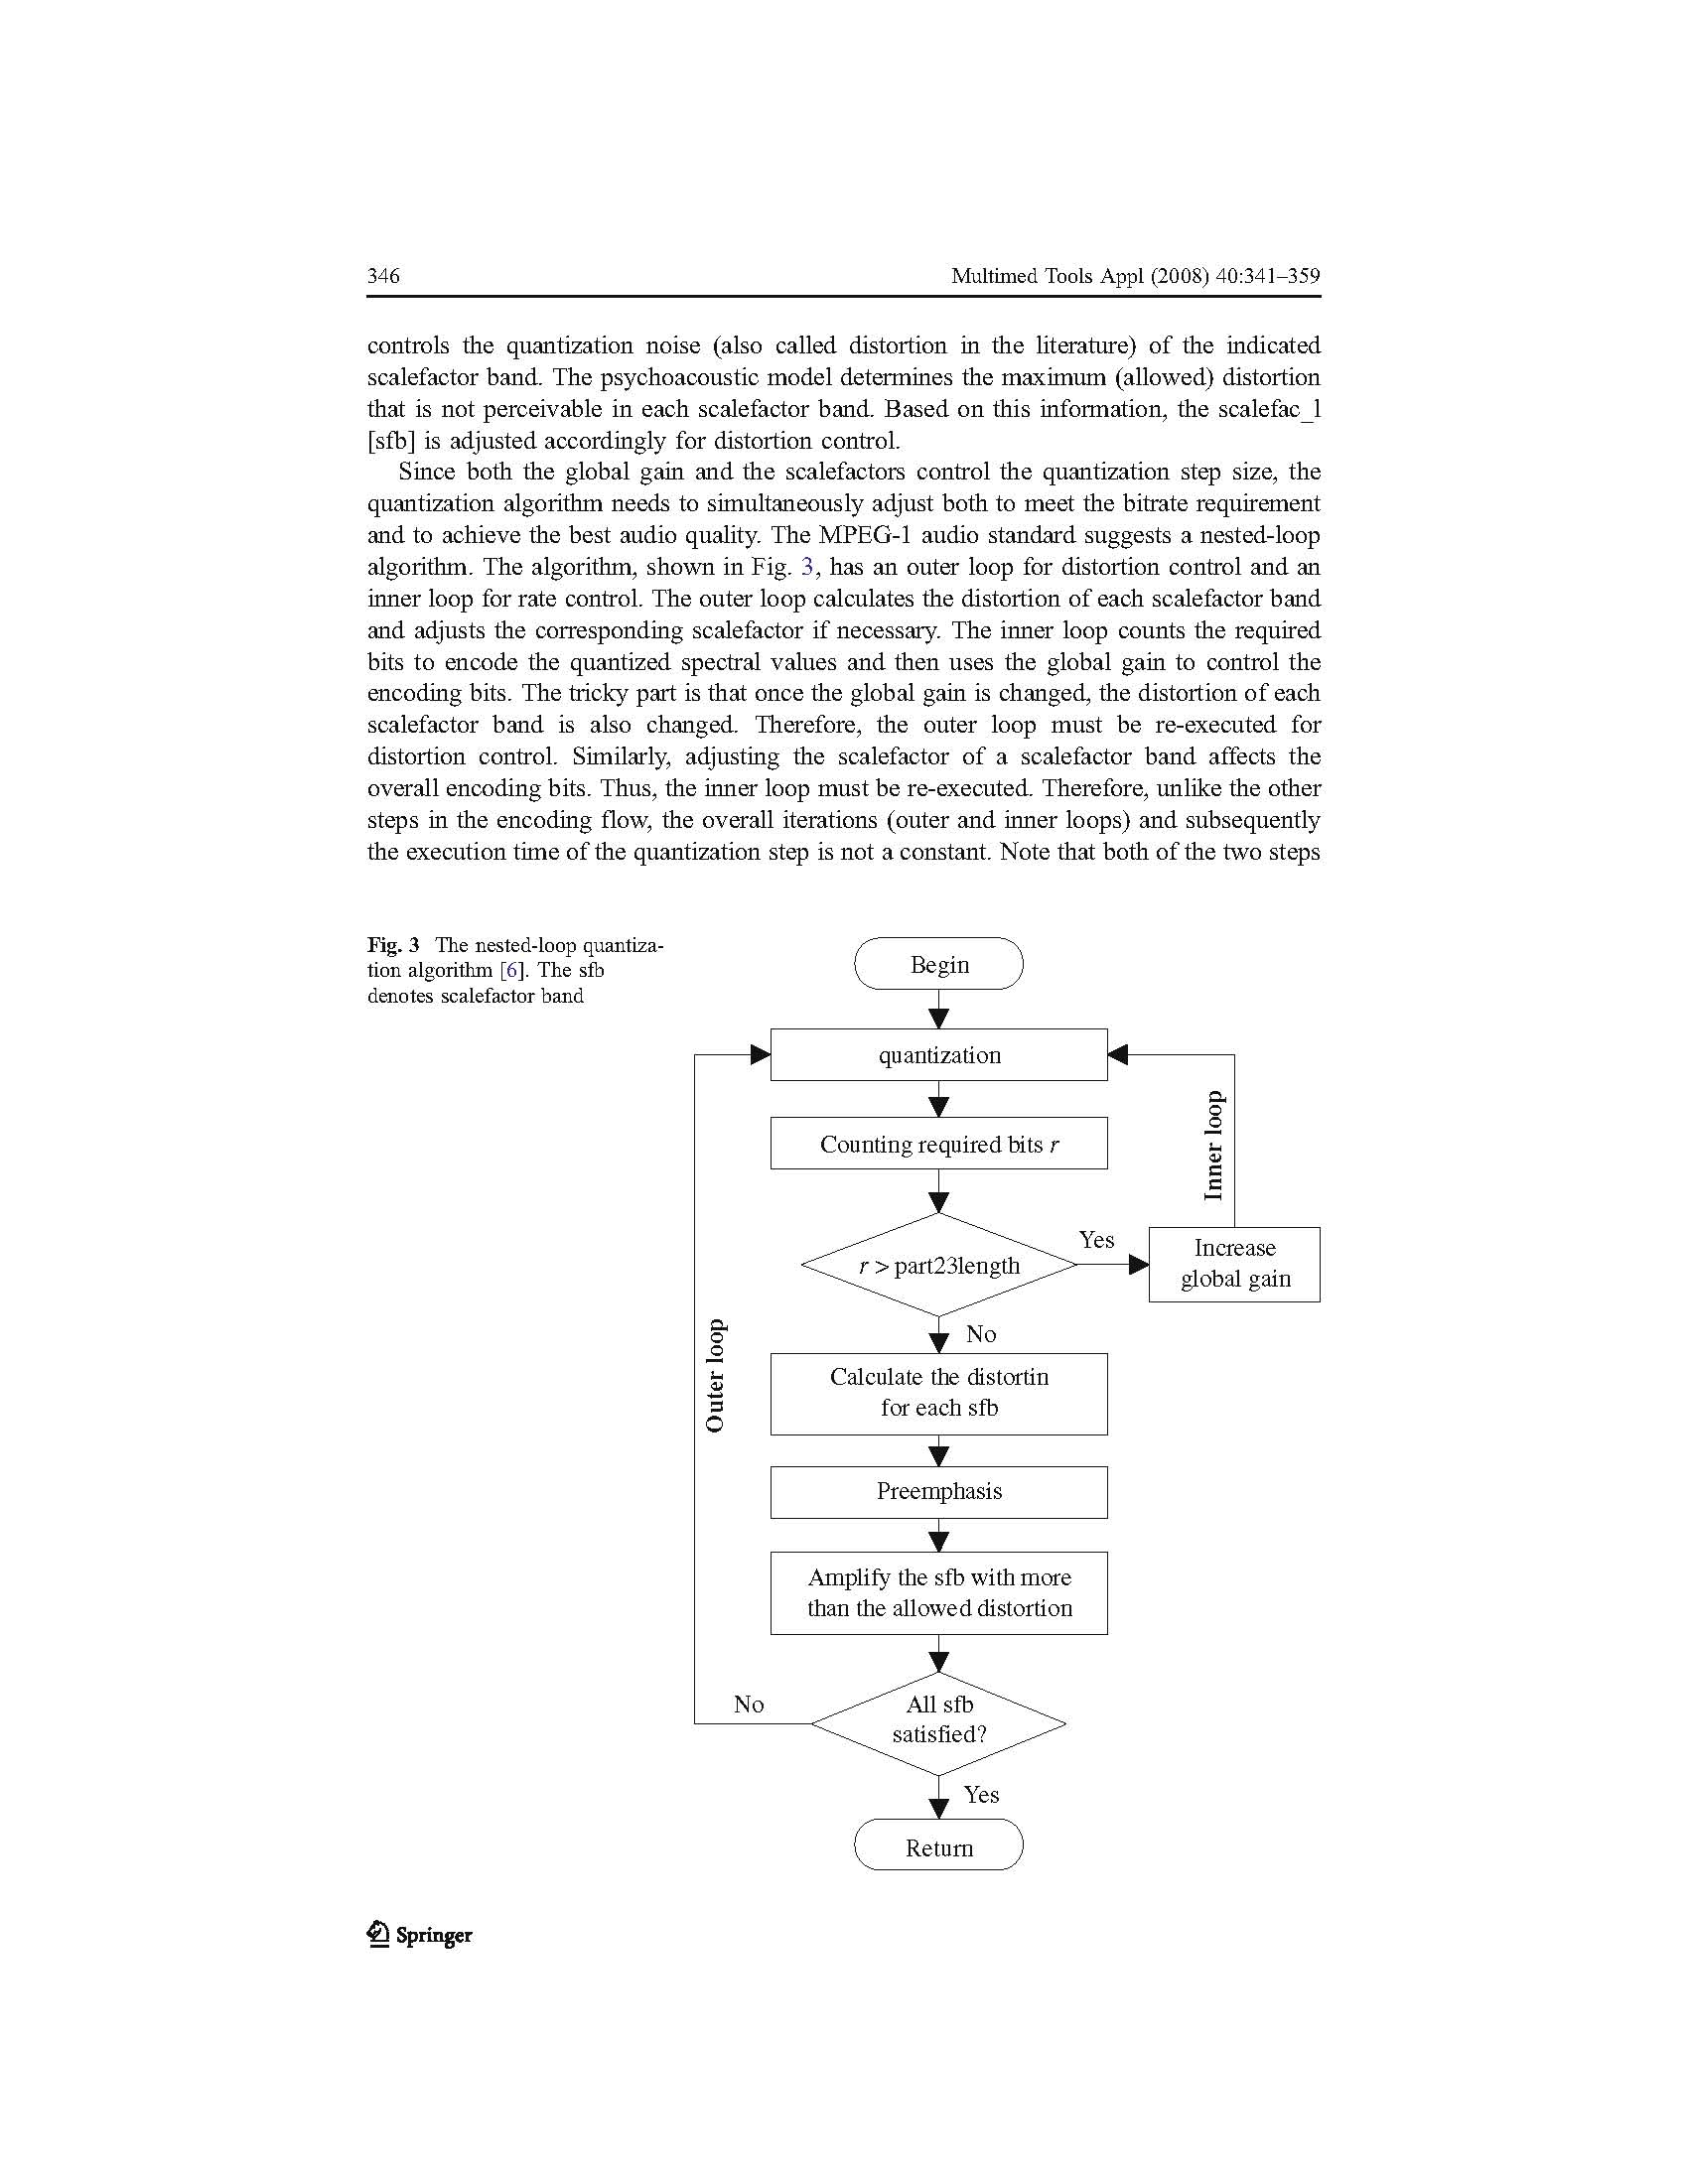 346
Multimed Tools Appl (2008) 40:341–359
controls the quantization noise (also called distortion in the literature) of the indicated
scalefactor band. The psychoacoustic model determines the maximum (allowed) distortion
that is not perceivable in each scalefactor band. Based on this information, the scalefac_l
[sfb] is adjusted accordingly for distortion control.
Since both the global gain and the scalefactors control the quantization step size, the
quantization algorithm needs to simultaneously adjust both to meet the bitrate requirement
and to achieve the best audio quality. The MPEG-1 audio standard suggests a nested-loop
algorithm. The algorithm, shown in Fig. 3, has an outer loop for distortion control and an
inner loop for rate control. The outer loop calculates the distortion of each scalefactor band
and adjusts the corresponding scalefactor if necessary. The inner loop counts the required
bits to encode the quantized spectral values and then uses the global gain to control the
encoding bits. The tricky part is that once the global gain is changed, the distortion of each
scalefactor band is also changed. Therefore, the outer loop must be re-executed for
distortion control. Similarly, adjusting the scalefactor of a scalefactor band affects the
overall encoding bits. Thus, the inner loop must be re-executed. Therefore, unlike the other
steps in the encoding flow, the overall iterations (outer and inner loops) and subsequently
the execution time of the quantization step is not a constant. Note that both of the two steps
Fig. 3 The nested-loop quantiza-
tion algorithm [6]. The sfb
denotes scalefactor band
Begin
quantization
Counting required bits r
Inner loop
r > part23length
Yes
Increase
global gain
No
Outer loop
Calculate the distortin
for each sfb
Preemphasis
Amplify the sfb with more
than the allowed distortion
No
All sfb
satisfied?
Yes
Return
Springer